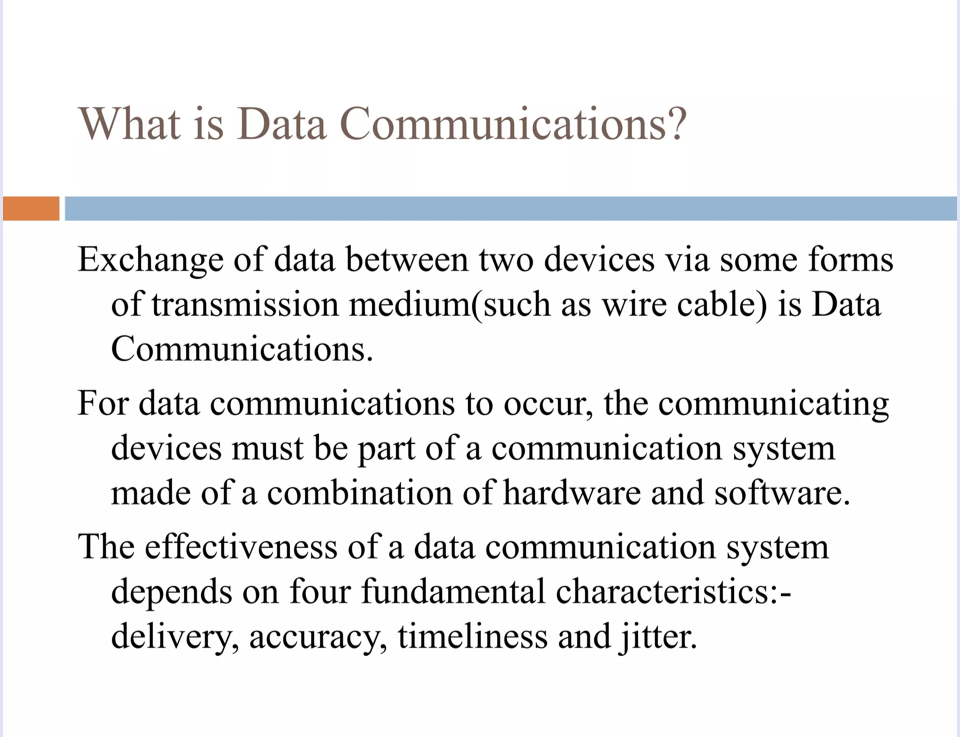 What is Data Communications?
Exchange of data between two devices via some forms
of transmission medium(such as wire cable) is Data
Communications.
For data communications to occur, the communicating
devices must be part of a communication system
made of a combination of hardware and software.
The effectiveness of a data communication system
depends on four fundamental characteristics:-
delivery, accuracy, timeliness and jitter.